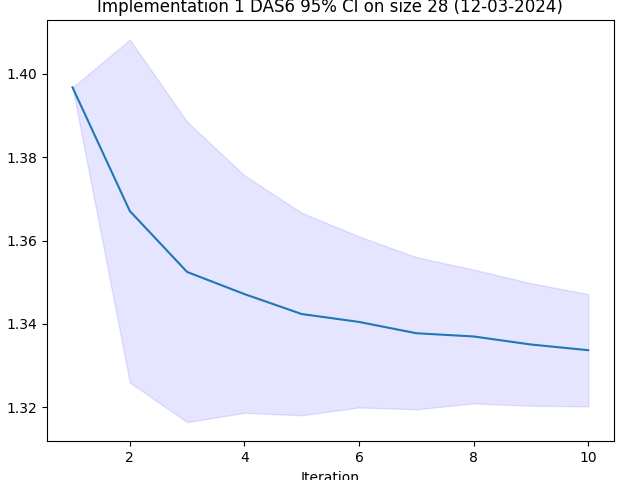 Implementation 1 DAS6 95% CI on size 28 (12-03-2024)
1.40
1.38
1.36
1.34
1.32
2 4 6 8 10
Iteration